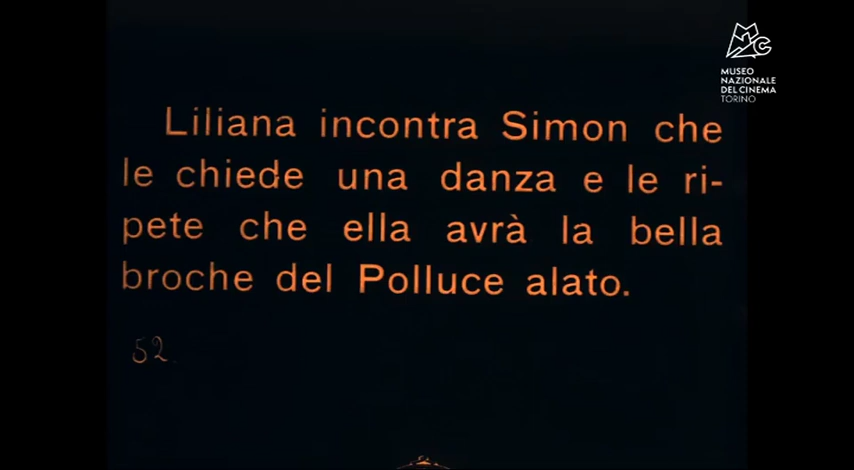 MUSEO
NAZIONALE
DEL CINEMA
TORINO
Liliana incontra Simon che
le chiede una danza e le ri-
pete che ella avrà la bella
broche del Polluce alato.
52.